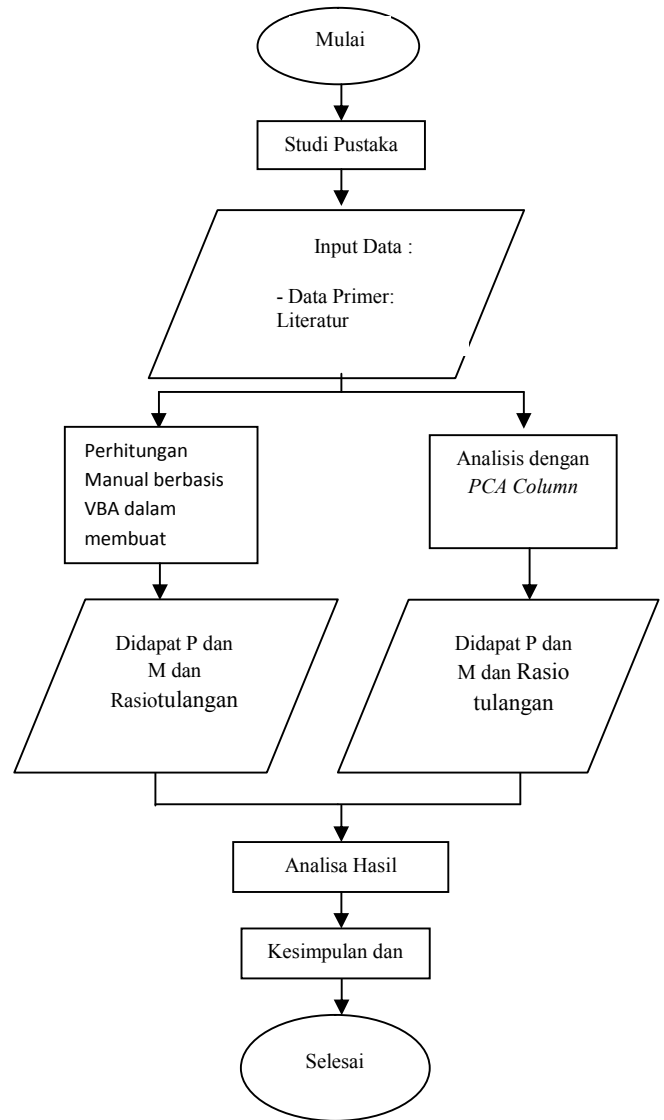 Mulai
Studi Pustaka
Input Data :
- Data Primer:
Literatur
Perhitungan
Manual berbasis
VBA dalam
membuat
Analisis dengan
PCA Column
Didapat P dan
M dan
Rasiotulangan
Didapat P dan
M dan Rasio
tulangan
Analisa Hasil
Kesimpulan dan
Selesai